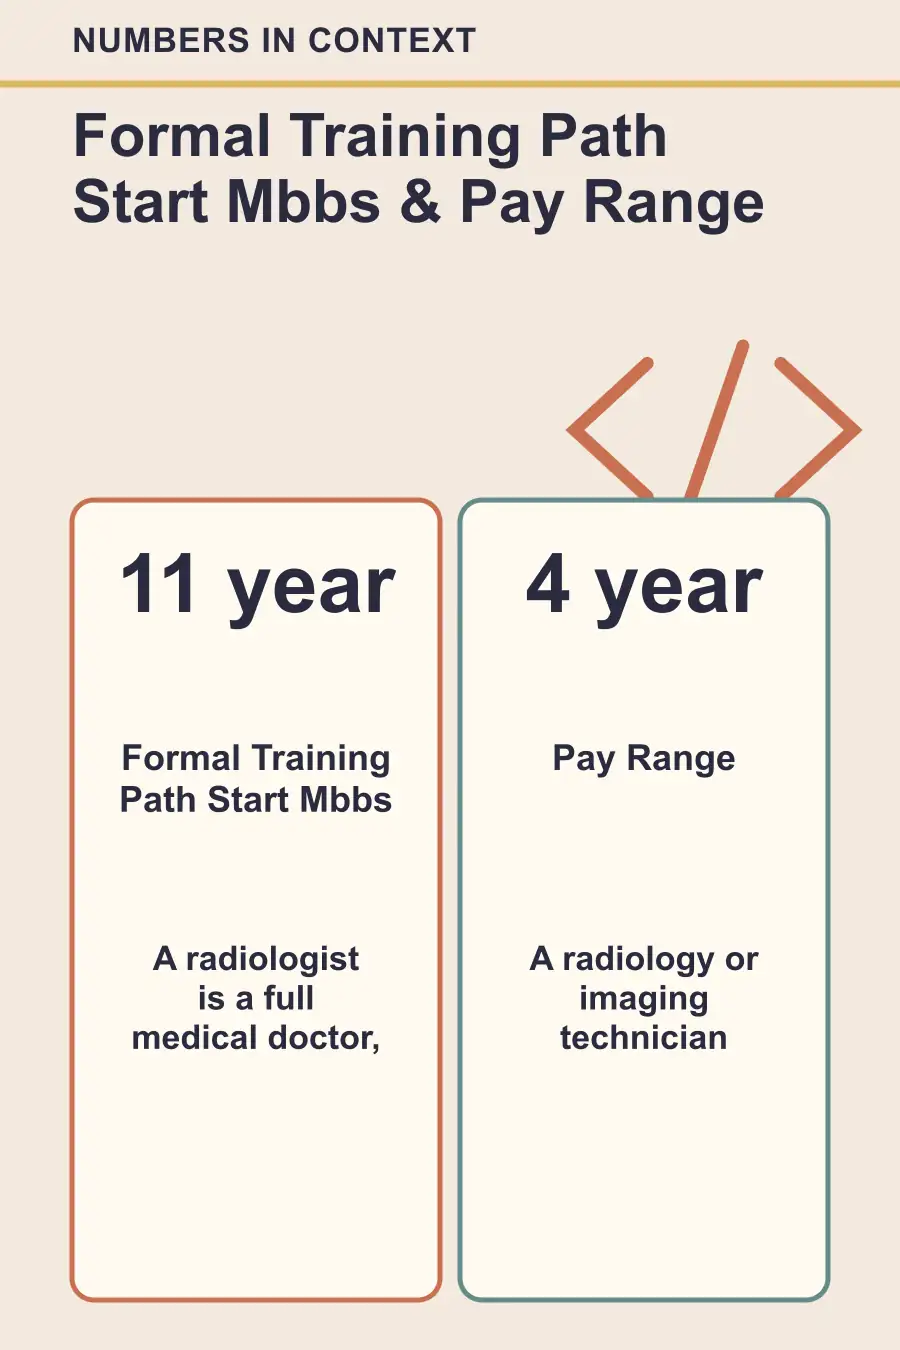 NUMBERS IN CONTEXT
Formal Training Path
Start Mbbs & Pay Range
11 year
Formal Training
Path Start Mbbs
A radiologist
is a full
medical doctor,
4 year
Pay Range
A radiology or
imaging
technician